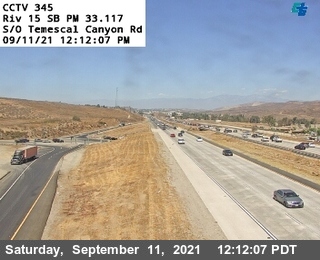 CCTV 345
Riv 15 SB PM 33.117
S/O Temescal Canyon Rd
09/11/21 12:12:07 PM
Saturday, September 11, 2021 12:12:07 PDT